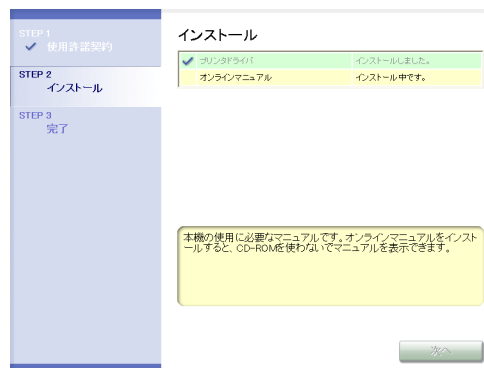 STEP 1
使用許諾契約
STEP 2
インストール
STEP 3
完了
インストール
プリンタドライバ インストールしました。
オンラインマニュアル インストール中です。
本機の使用に必要なマニュアルです。オンラインマニュアルをインスト
ールすると、CD-ROMを使わないでマニュアルを表示できます。
次へ